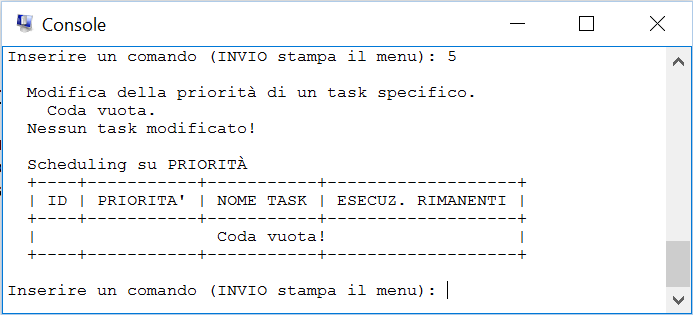 Console
Inserire un comando (INVIO stampa il menu): 5
Modifica della priorità di un task specifico.
Coda vuota.
Nessun task modificato!
Scheduling su PRIORITÀ
+----+-----------+------------+-------------------+
| ID | PRIORITA' | NOME TASK | ESECUZ. RIMANENTI |
+----+-----------+-----------+-------------------+
| Coda vuota! |
+----+-----------+-----------+-------------------+
Inserire un comando (INVIO stampa il menu):